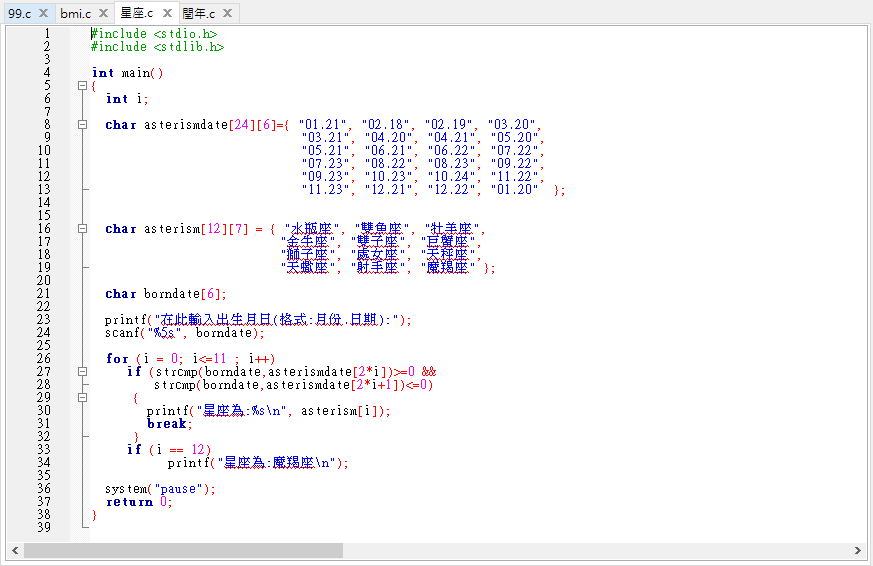 99.c bmi.c 星座.c 閏年.c
1 #include <stdio.h>
2 #include <stdlib.h>
3
4 int main()
5 {
6 int i;
7
8 char asterismdate[24][6]={ "01.21", "02.18", "02.19", "03.20",
9 "03.21", "04.20", "04.21", "05.20",
10 "05.21", "06.21", "06.22", "07.22",
11 "07.23", "08.22", "08.23", "09.22",
12 "09.23", "10.23", "10.24", "11.22",
13 "11.23", "12.21", "12.22", "01.20" };
14
15
16 char asterism[12][7] = { "水瓶座", "雙魚座", "牡羊座",
17 "金牛座", "雙子座", "巨蟹座",
18 "獅子座", "處女座", "天秤座",
19 "天蠍座", "射手座", "魔羯座" };
20
21 char borndate[6];
22
23 printf("在此輸入出生月日(格式:月份.日期):");
24 scanf("%5s", borndate);
25
26 for (i = 0; i<=11 ; i++)
27 if (strcmp(borndate,asterismdate[2*i])>=0 &&
28 strcmp(borndate,asterismdate[2*i+1])<=0)
29 {
30 printf("星座為:%s\n", asterism[i]);
31 break;
32 }
33 if (i == 12)
34 printf("星座為:魔羯座\n");
35
36 system("pause");
37 return 0;
38 }
39